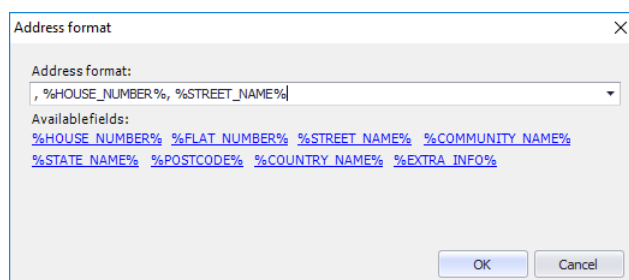 Address format
Address format:
, %HOUSE_NUMBER%, %STREET_NAME%
Availablefields:
%HOUSE_NUMBER% %FLAT_NUMBER% %STREET_NAME% %COMMUNITY_NAME%
%STATE_NAME% %POSTCODE% %COUNTRY_NAME% %EXTRA_INFO%
OK Cancel